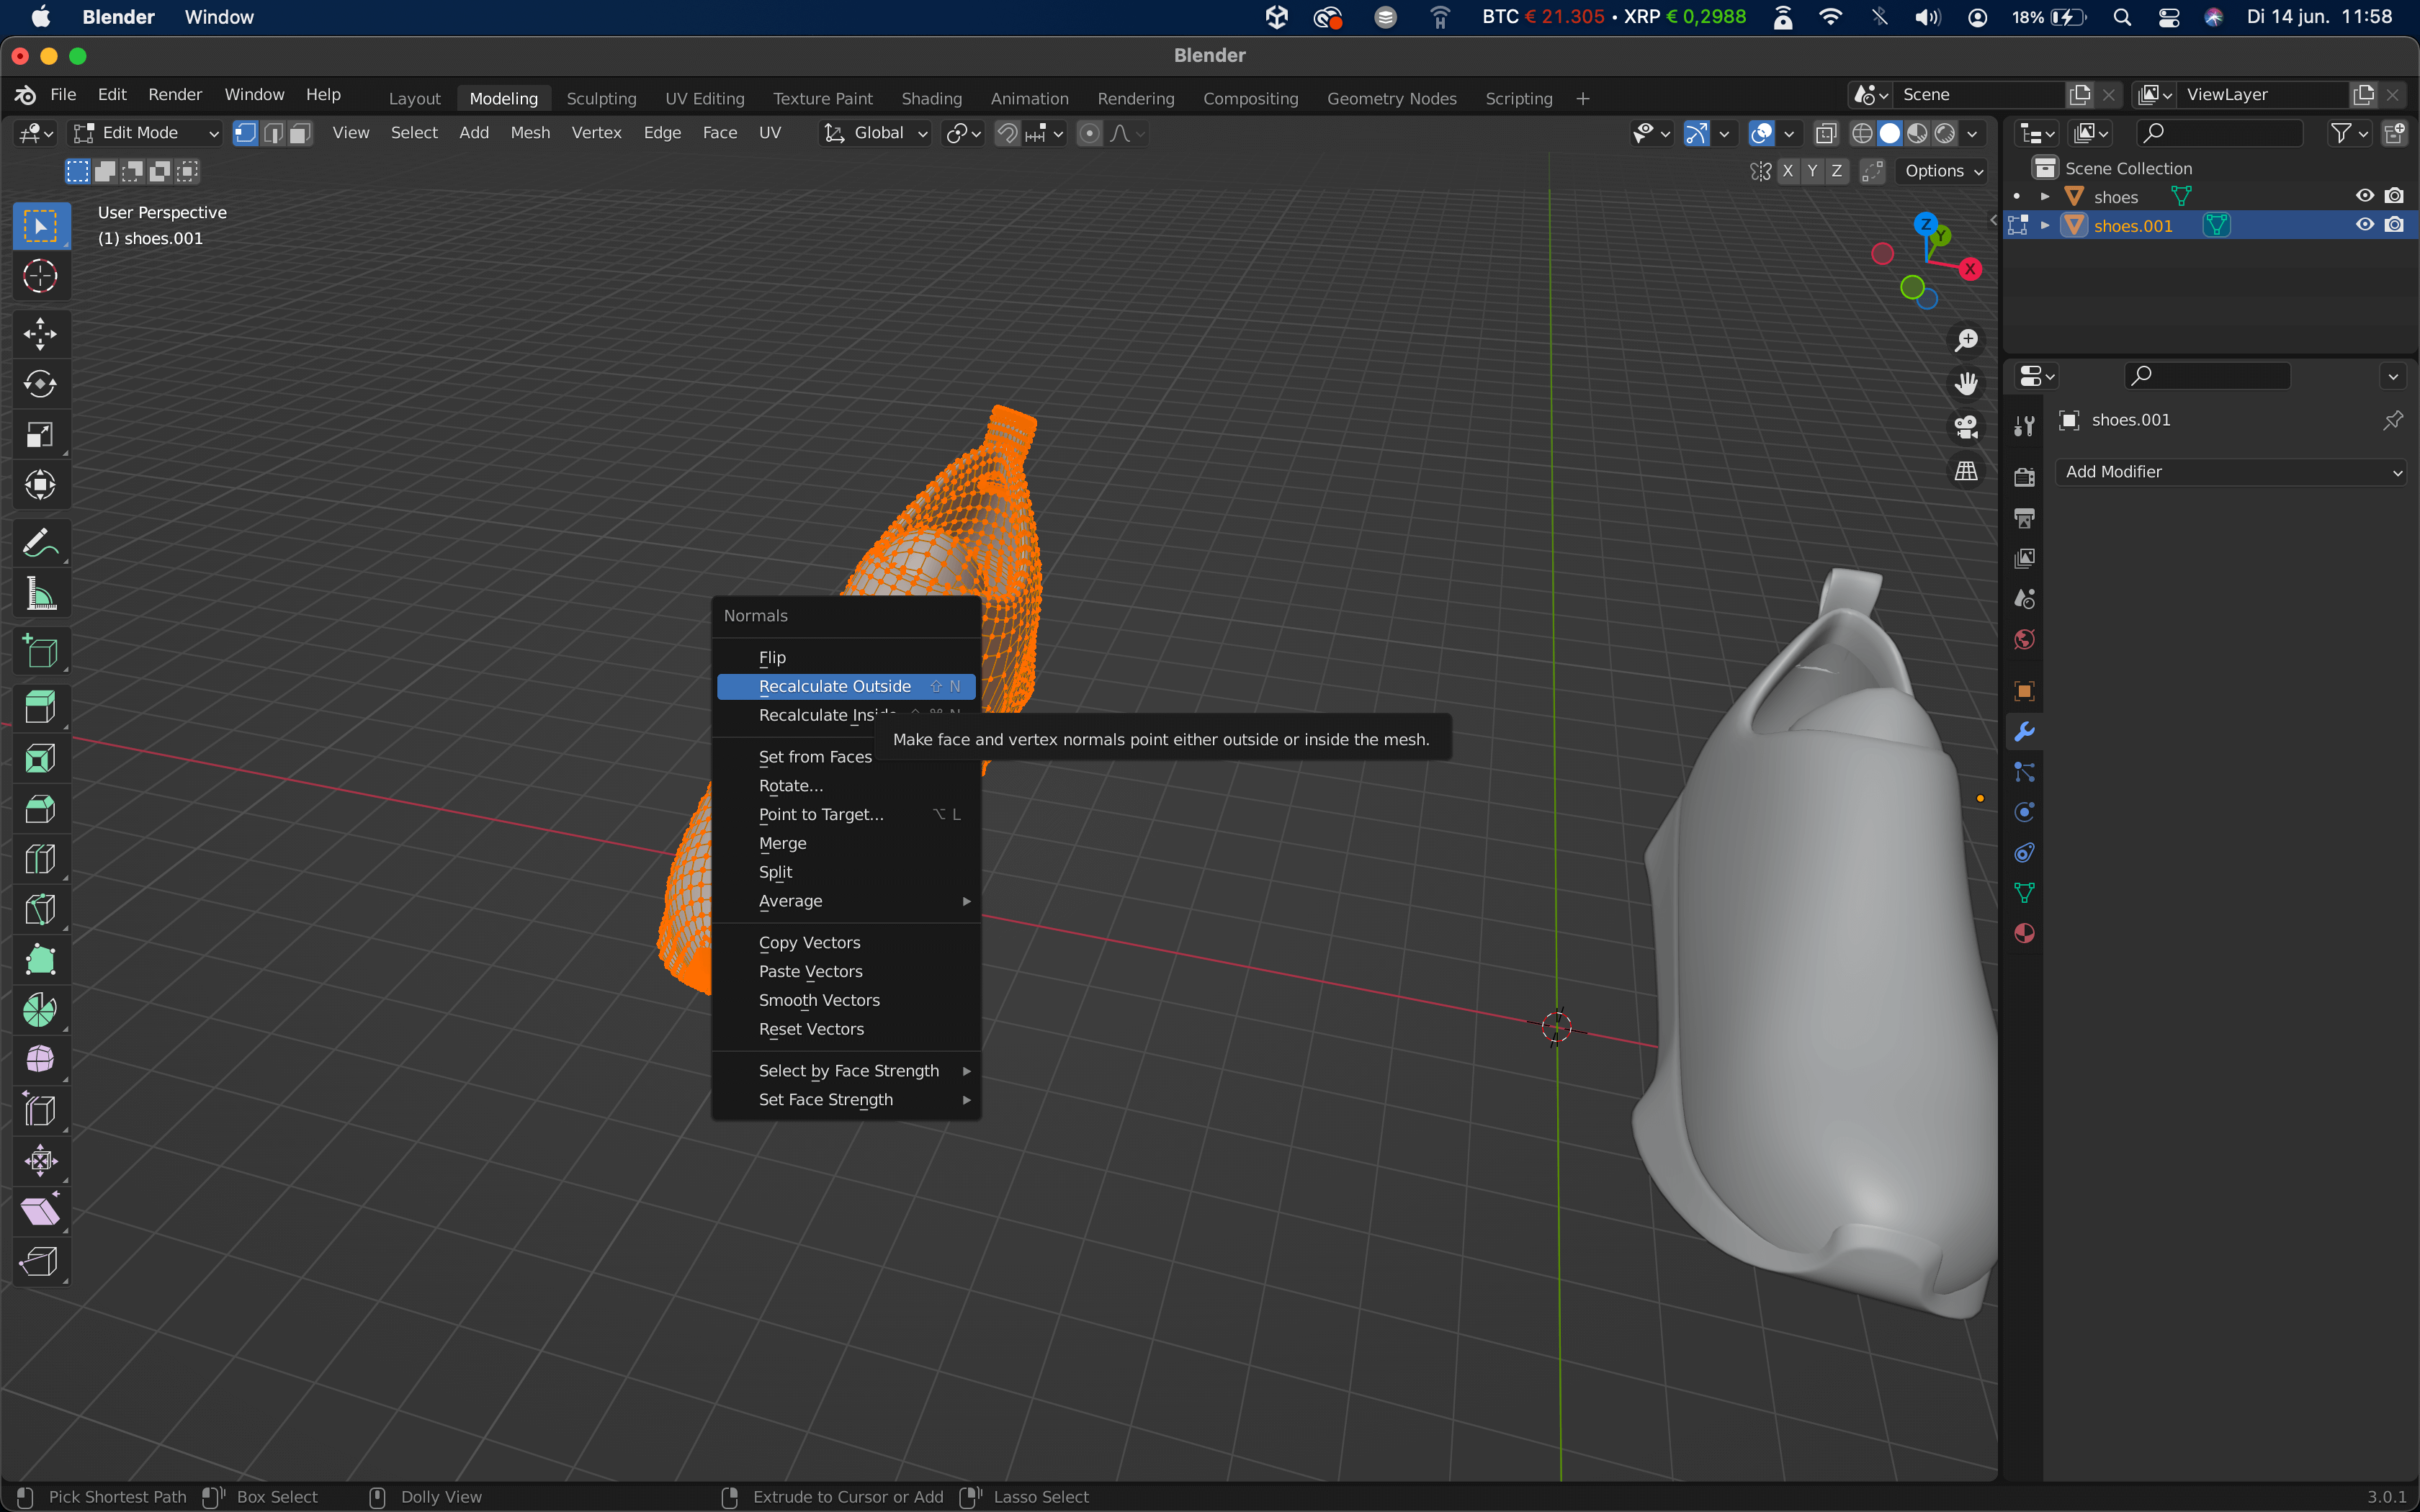 Blender Window BTC € 21.305 • XRP € 0,2988 18% Di 14 jun. 11:58
Blender
File Edit Render Window Help Layout Modeling Sculpting UV Editing Texture Paint Shading Animation Rendering Compositing Geometry Nodes Scripting + Scene ViewLayer
Edit Mode View Select Add Mesh Vertex Edge Face UV Global
X Y Z Options
Scene Collection
shoes
shoes.001
User Perspective
(1) shoes.001
Z
Y
X
shoes.001
Add Modifier
Normals
Flip
Recalculate Outside ⇧ N
Recalculate Inside
Make face and vertex normals point either outside or inside the mesh.
Set from Faces
Rotate...
Point to Target... ⌥ L
Merge
Split
Average
Copy Vectors
Paste Vectors
Smooth Vectors
Reset Vectors
Select by Face Strength
Set Face Strength
Pick Shortest Path Box Select Dolly View Extrude to Cursor or Add Lasso Select 3.0.1